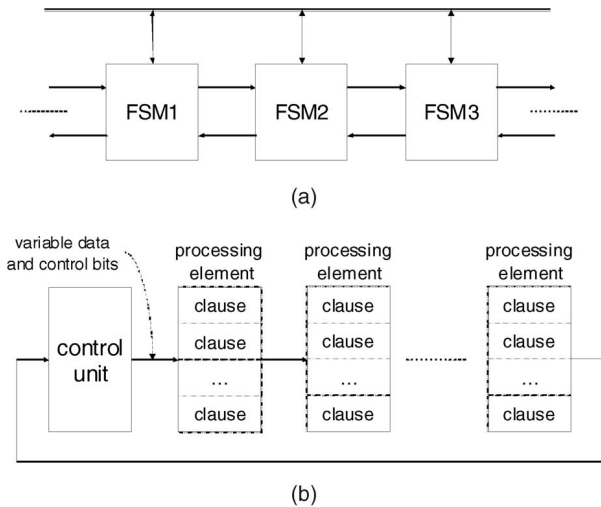 FSM1
FSM2
FSM3
(a)
variable data
and control bits
processing
element
processing
element
processing
element
control
unit
clause
clause
...
clause
clause
clause
...
clause
clause
clause
...
clause
(b)